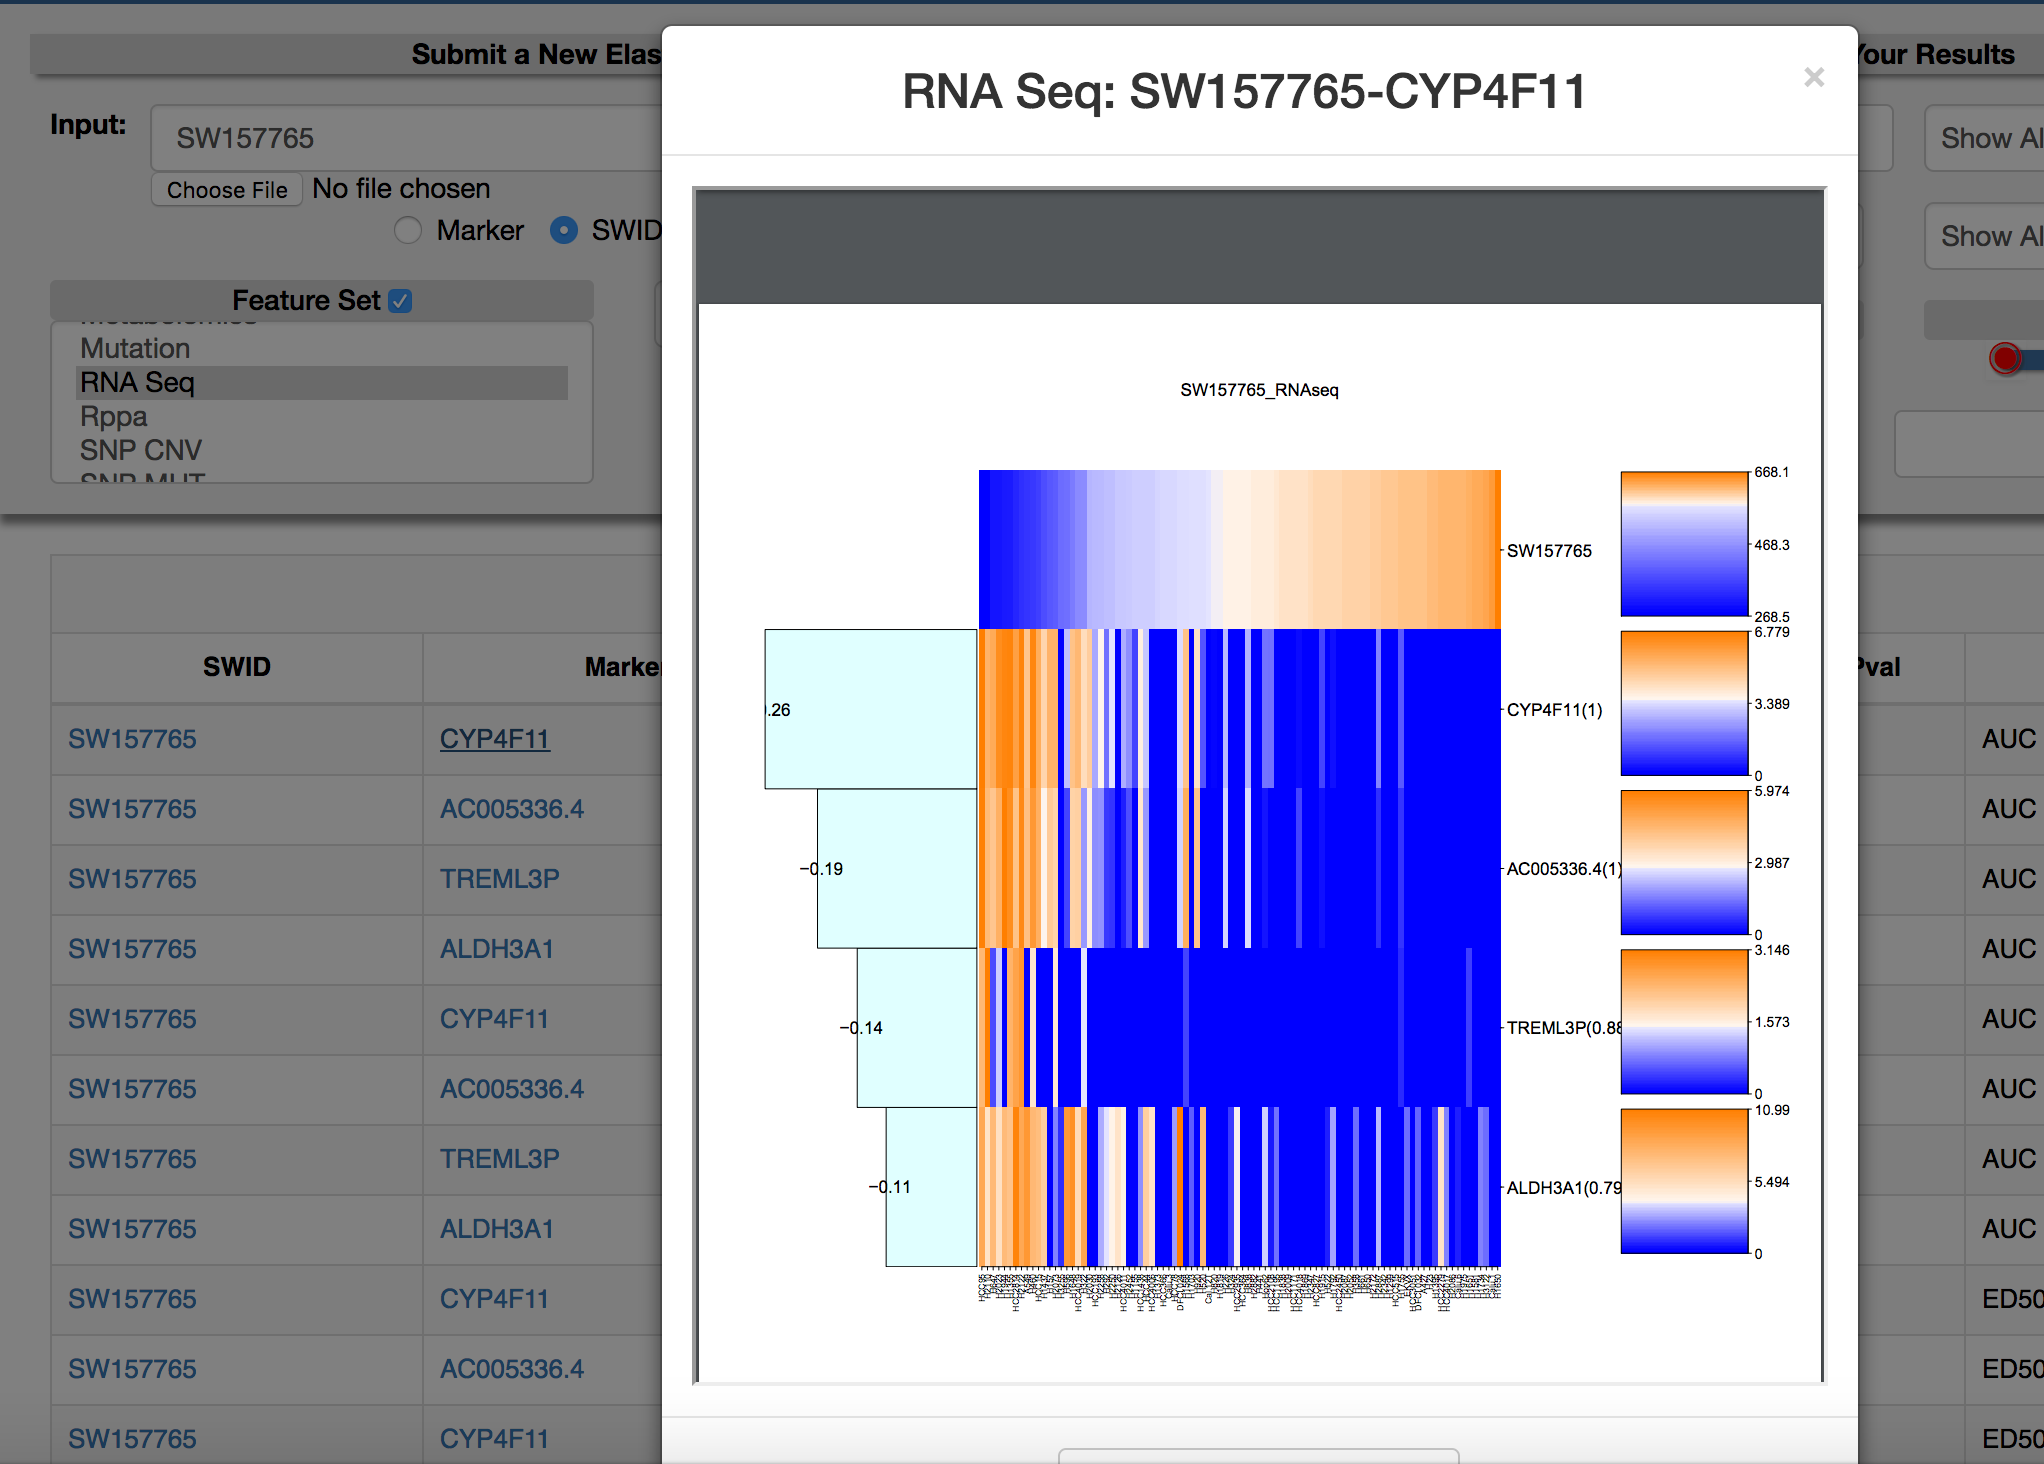 Submit a New Elas
RNA Seq: SW157765-CYP4F11
×
Your Results
Input:
SW157765
Show Al
Choose File No file chosen
Marker SWID
Show Al
Feature Set
Mutation
RNA Seq
Rppa
SNP CNV
SNP MUT
SW157765_RNAseq
SW157765
668.1
468.3
268.5
.26
CYP4F11(1)
6.779
3.389
0
−0.19
AC005336.4(1)
5.974
2.987
0
−0.14
TREML3P(0.88
3.146
1.573
0
−0.11
ALDH3A1(0.79
10.99
5.494
0
SWID Marke Pval
SW157765 CYP4F11 AUC
SW157765 AC005336.4 AUC
SW157765 TREML3P AUC
SW157765 ALDH3A1 AUC
SW157765 CYP4F11 AUC
SW157765 AC005336.4 AUC
SW157765 TREML3P AUC
SW157765 ALDH3A1 AUC
SW157765 CYP4F11 ED50
SW157765 AC005336.4 ED50
SW157765 CYP4F11 ED50